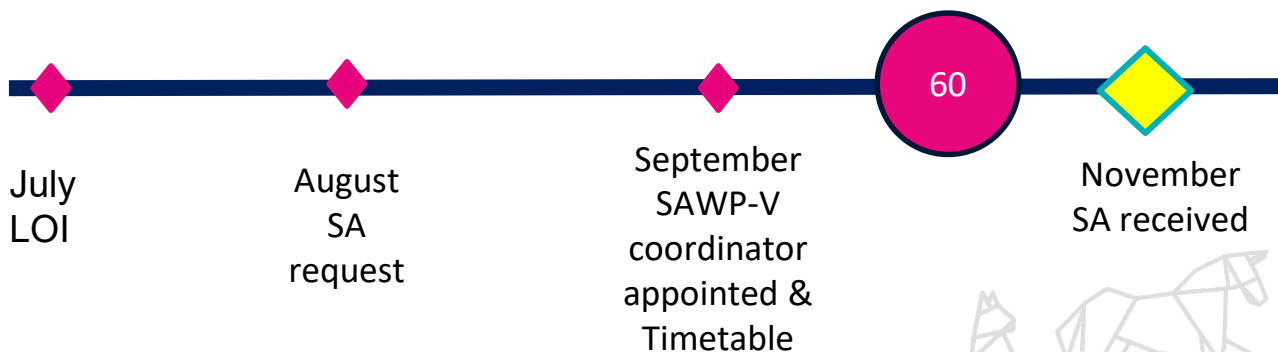 60
July
LOI
August
SA
request
September
SAWP-V
coordinator
appointed &
Timetable
November
SA received